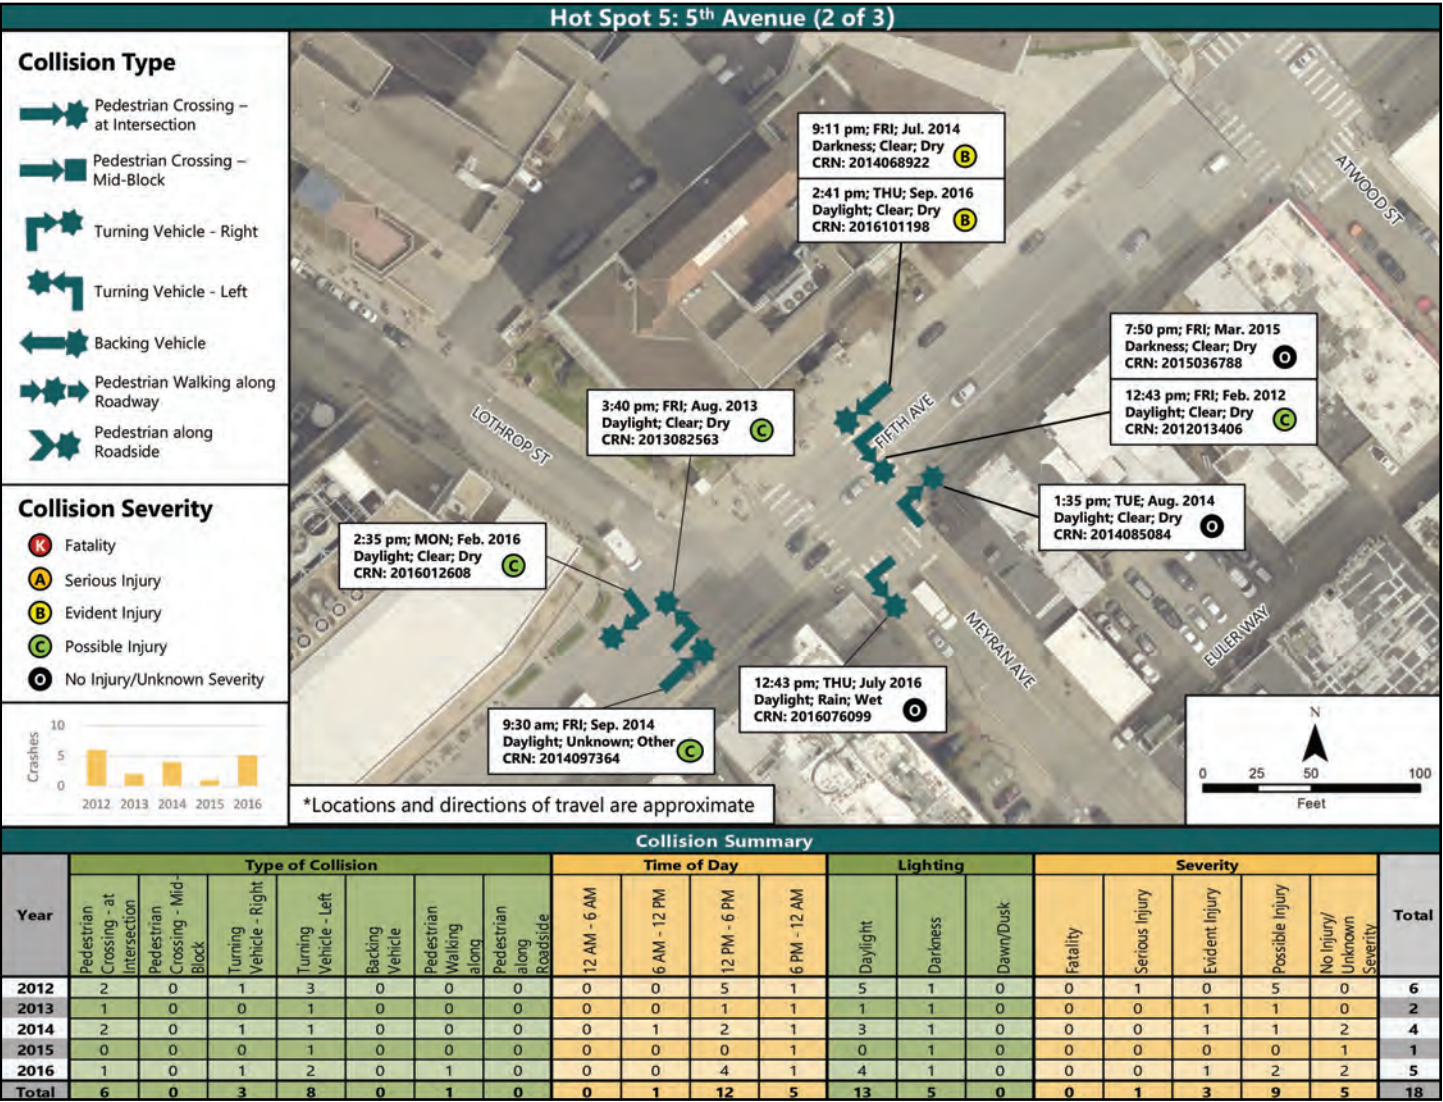 Hot Spot 5: 5th Avenue (2 of 3)
Collision Type
Pedestrian Crossing –
at Intersection
Pedestrian Crossing –
Mid-Block
Turning Vehicle - Right
Turning Vehicle - Left
Backing Vehicle
Pedestrian Walking along
Roadway
Pedestrian along
Roadside
Collision Severity
K Fatality
A Serious Injury
B Evident Injury
C Possible Injury
O No Injury/Unknown Severity
10
5
0
Crashes
2012 2013 2014 2015 2016
9:11 pm; FRI; Jul. 2014
Darkness; Clear; Dry
CRN: 2014068922
B
2:41 pm; THU; Sep. 2016
Daylight; Clear; Dry
CRN: 2016101198
B
ATWOOD ST
7:50 pm; FRI; Mar. 2015
Darkness; Clear; Dry
CRN: 2015036788
O
12:43 pm; FRI; Feb. 2012
Daylight; Clear; Dry
CRN: 2012013406
C
3:40 pm; FRI; Aug. 2013
Daylight; Clear; Dry
CRN: 2013082563
C
FIFTH AVE
LOTHROP ST
1:35 pm; TUE; Aug. 2014
Daylight; Clear; Dry
CRN: 2014085084
O
2:35 pm; MON; Feb. 2016
Daylight; Clear; Dry
CRN: 2016012608
C
MEYRAN AVE
EULER WAY
12:43 pm; THU; July 2016
Daylight; Rain; Wet
CRN: 2016076099
O
9:30 am; FRI; Sep. 2014
Daylight; Unknown; Other
CRN: 2014097364
C
N
0 25 50 100
Feet
*Locations and directions of travel are approximate
Collision Summary
Year Type of Collision Time of Day Lighting Severity Total
Pedestrian Crossing - at Intersection
Pedestrian Crossing - Mid-Block
Turning Vehicle - Right
Turning Vehicle - Left
Backing Vehicle
Pedestrian Walking along
Pedestrian along Roadside
12 AM - 6 AM
6 AM - 12 PM
12 PM - 6 PM
6 PM - 12 AM
Daylight
Darkness
Dawn/Dusk
Fatality
Serious Injury
Evident Injury
Possible Injury
No Injury/ Unknown Severity
2012 2 0 1 3 0 0 0 0 0 5 1 5 1 0 0 1 0 5 0 6
2013 1 0 0 1 0 0 0 0 0 1 1 1 1 0 0 0 1 1 0 2
2014 2 0 1 1 0 0 0 0 1 2 1 3 1 0 0 0 1 1 2 4
2015 0 0 0 1 0 0 0 0 0 0 1 0 1 0 0 0 0 0 1 1
2016 1 0 1 2 0 1 0 0 0 4 1 4 1 0 0 0 1 2 2 5
Total 6 0 3 8 0 1 0 0 1 12 5 13 5 0 0 1 3 9 5 18